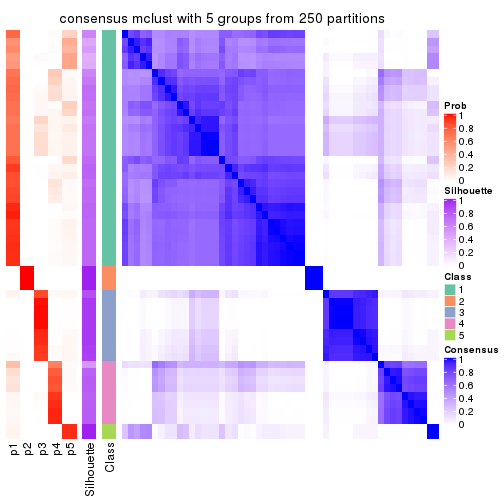 consensus mclust with 5 groups from 250 partitions
Prob
1
0.8
0.6
0.4
0.2
0
Silhouette
1
0.8
0.6
0.4
0.2
0
Class
1
2
3
4
5
Consensus
1
0.8
0.6
0.4
0.2
0
p1
p2
p3
p4
p5
Silhouette
Class